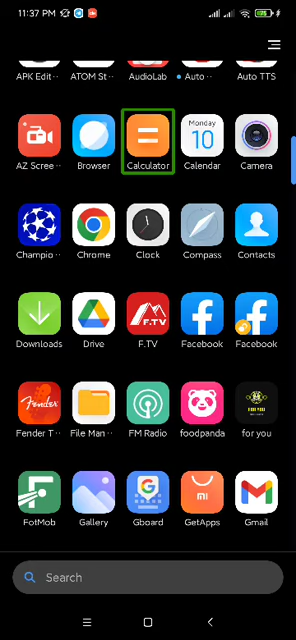 11:37 PM
APK Edit··
ATOM St··
AudioLab
Auto ··
Auto TTS
AZ Scree··
Browser
Calculator
Monday
10
Calendar
Camera
Champio··
Chrome
Clock
Compass
Contacts
Downloads
Drive
F.TV
F.TV
Facebook
Facebook
Fender
Fender T··
File Man··
FM Radio
foodpanda
for you
FotMob
Gallery
G
Gboard
mi
GetApps
Gmail
Search